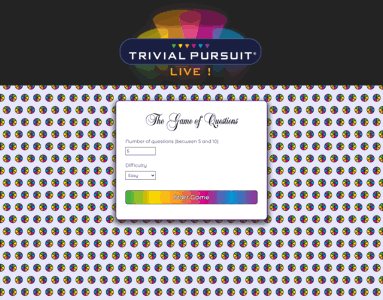 TRIVIAL PURSUIT®
LIVE !
The Game of Questions
Number of questions (between 5 and 10)
5
Difficulty
Easy
Start Game